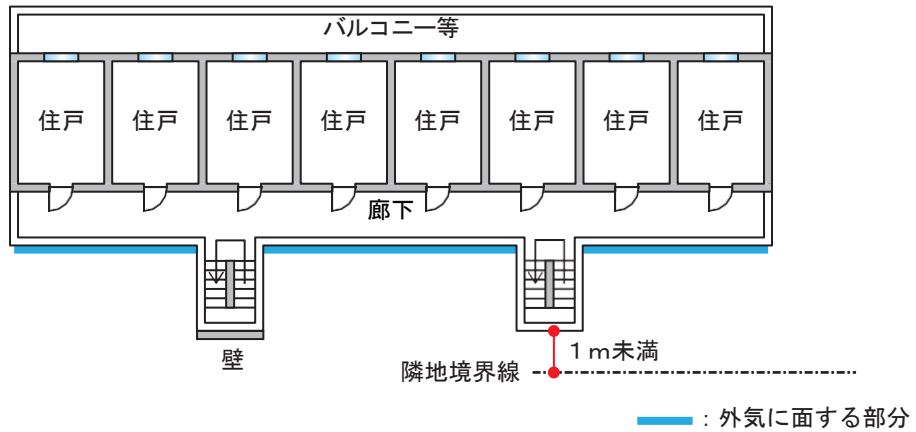 バルコニー等
住戸 住戸 住戸 住戸 住戸 住戸 住戸 住戸
廊下
壁
1m未満
隣地境界線
：外気に面する部分